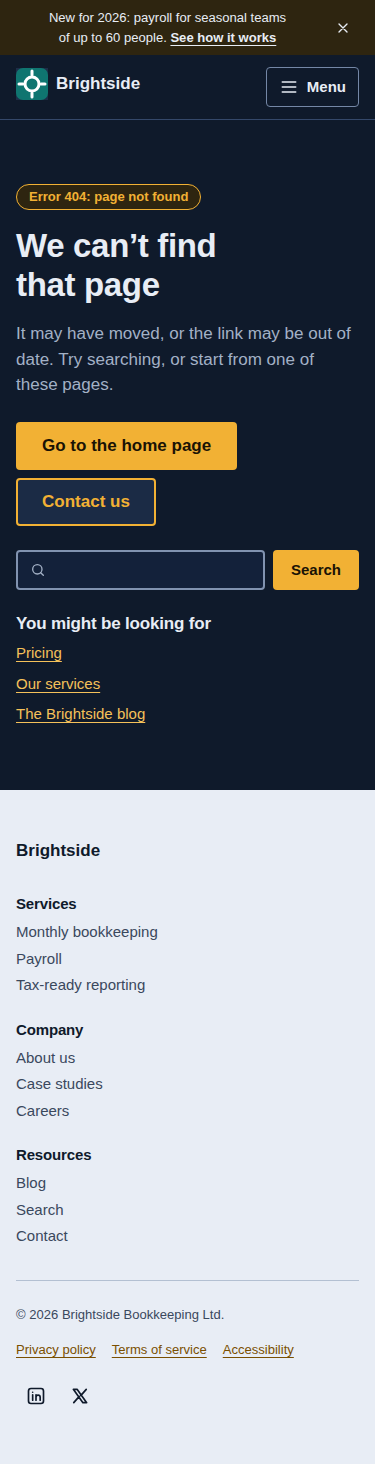 New for 2026: payroll for seasonal teams
of up to 60 people. See how it works
Brightside
Menu
Error 404: page not found
We can’t find
that page
It may have moved, or the link may be out of
date. Try searching, or start from one of
these pages.
Go to the home page
Contact us
Search
You might be looking for
Pricing
Our services
The Brightside blog
Brightside
Services
Monthly bookkeeping
Payroll
Tax-ready reporting
Company
About us
Case studies
Careers
Resources
Blog
Search
Contact
© 2026 Brightside Bookkeeping Ltd.
Privacy policy Terms of service Accessibility